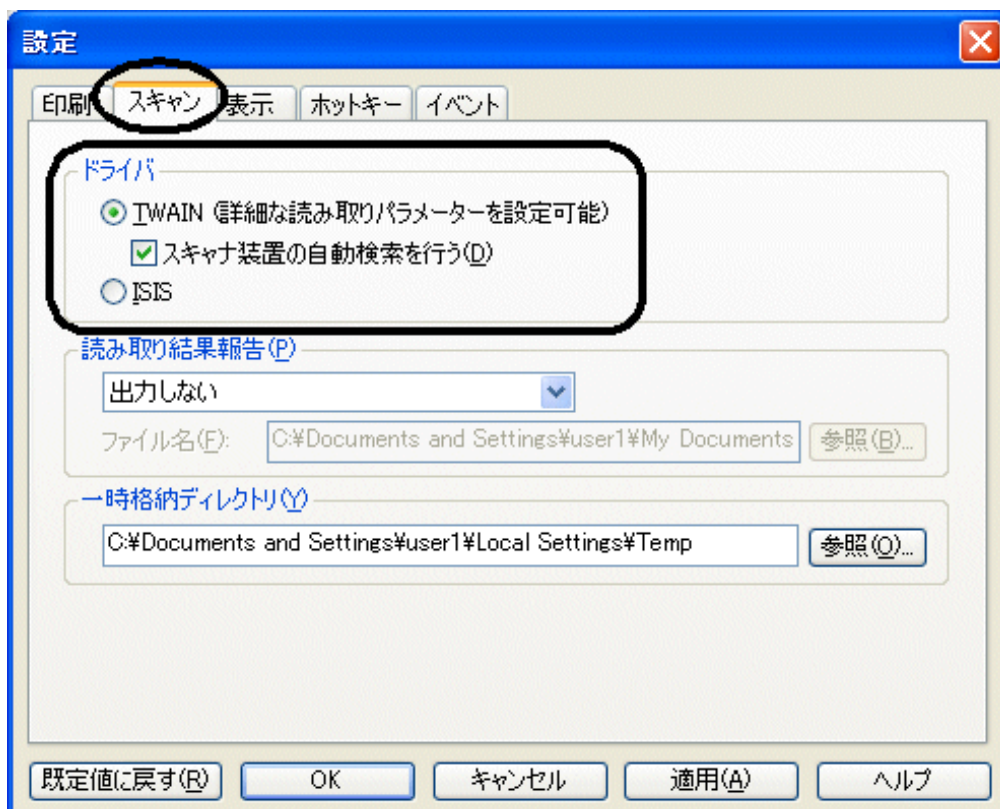 設定
印刷 スキャン 表示 ホットキー イベント
ドライバ
TWAIN (詳細な読み取りパラメーターを設定可能)
スキャナ装置の自動検索を行う(D)
ISIS
読み取り結果報告(P)
出力しない
ファイル名(F): C:¥Documents and Settings¥user1¥My Documents 参照(B)...
一時格納ディレクトリ(Y)
C:¥Documents and Settings¥user1¥Local Settings¥Temp 参照(O)...
既定値に戻す(R) OK キャンセル 適用(A) ヘルプ